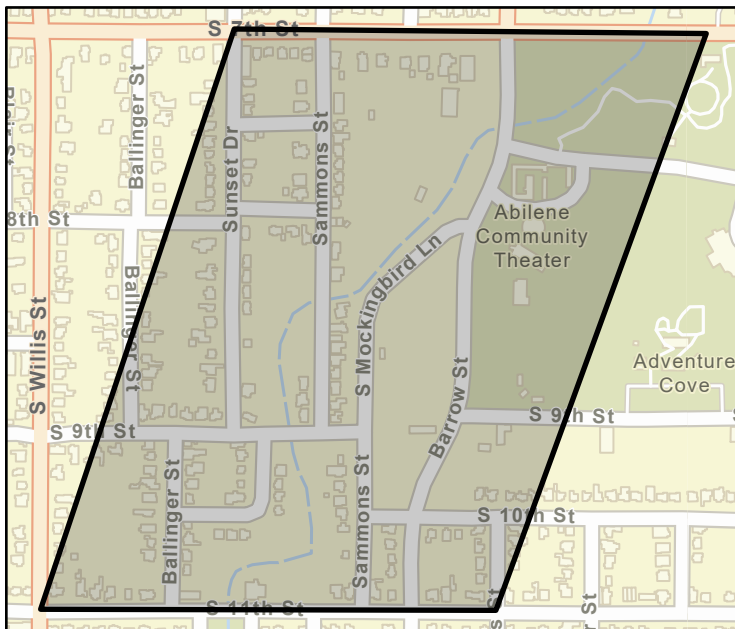 S 7th St
Ballinger St
Sunset Dr
Sammons St
8th St
Abilene
Community
Theater
S Mockingbird Ln
Ballinger St
S Willis St
Adventure
Cove
Barrow St
S 9th St
S 9th St
Ballinger St
Sammons St
S 10th St
S 11th St